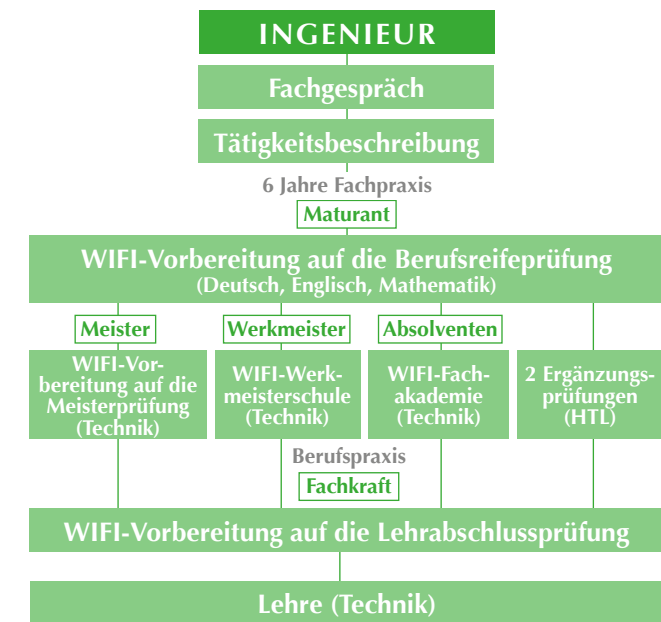 INGENIEUR
Fachgespräch
Tätigkeitsbeschreibung
6 Jahre Fachpraxis
Maturant
WIFI-Vorbereitung auf die Berufsreifeprüfung
(Deutsch, Englisch, Mathematik)
Meister
Werkmeister
Absolventen
WIFI-Vor-
bereitung auf die
Meisterprüfung
(Technik)
WIFI-Werk-
meisterschule
(Technik)
WIFI-Fach-
akademie
(Technik)
2 Ergänzungs-
prüfungen
(HTL)
Berufspraxis
Fachkraft
WIFI-Vorbereitung auf die Lehrabschlussprüfung
Lehre (Technik)